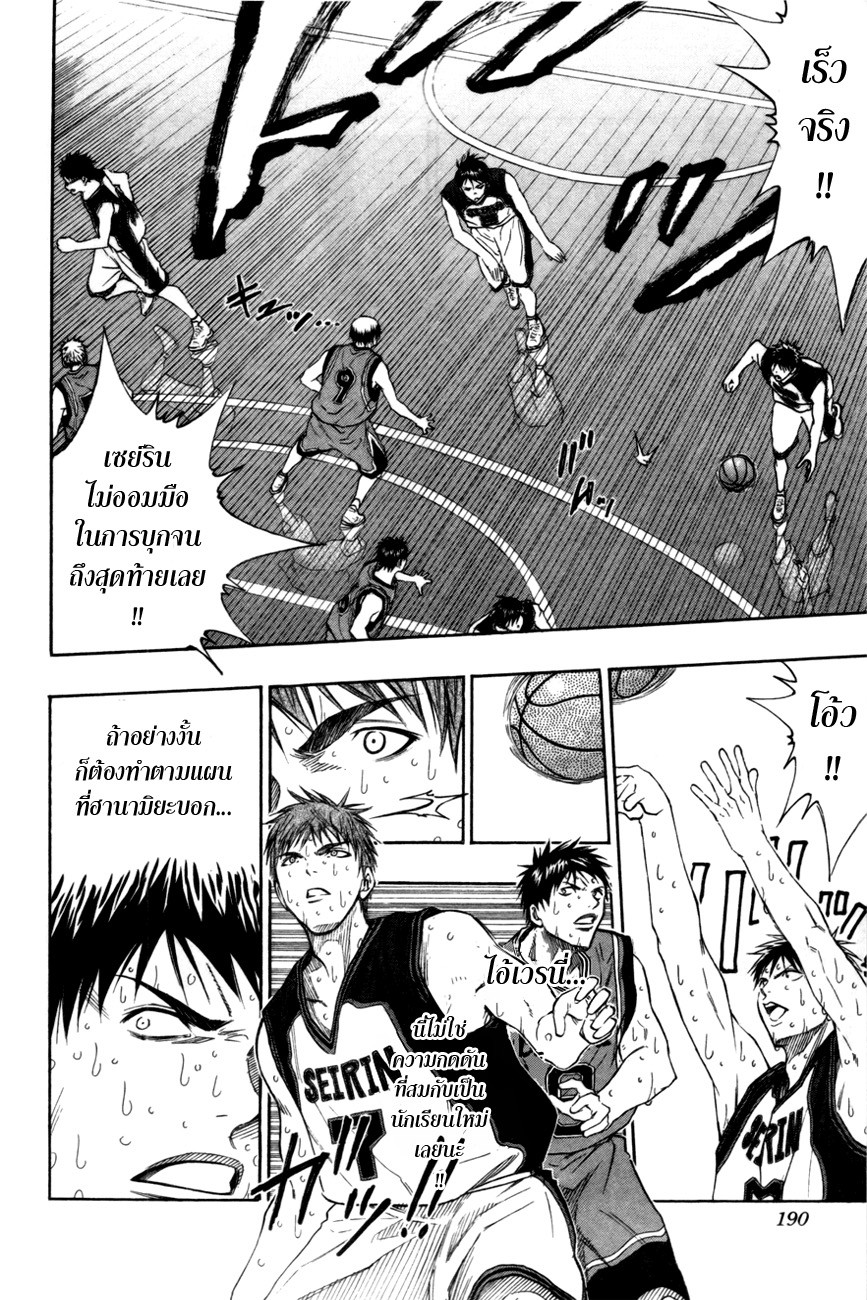 เร็ว
จริง
!!
9
เซย์ริน
ไม่ออมมือ
ในการบุกจน
ถึงสุดท้ายเลย
!!
โอ้ว
!!
SEIRIN
ไอ้เวรนี่...
นี่ไม่ใช่
ความกดดัน
ที่สมกับเป็น
นักเรียนใหม่
เลยนะ
!!
SEIRIN
7
ถ้าอย่างงั้น
ก็ต้องทำตามแผน
ที่ฮานามิยะบอก...
190